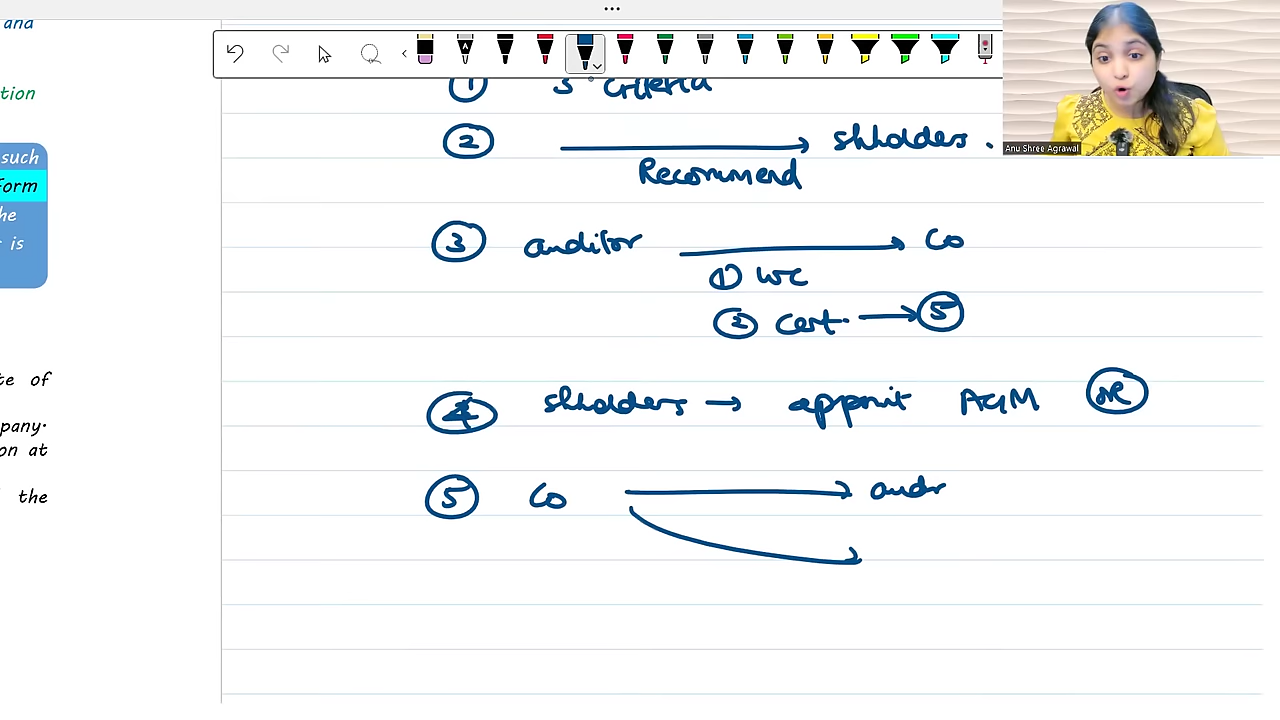 and
tion
such
Form
he
is
te of
pany.
on at
the
Anu Shree Agrawal
① 3 criteria
② → shholders.
Recommend
③ auditor → Co
① WC
② Cert. → ⑤
④ shholders → appoint AGM OR
⑤ Co → audr